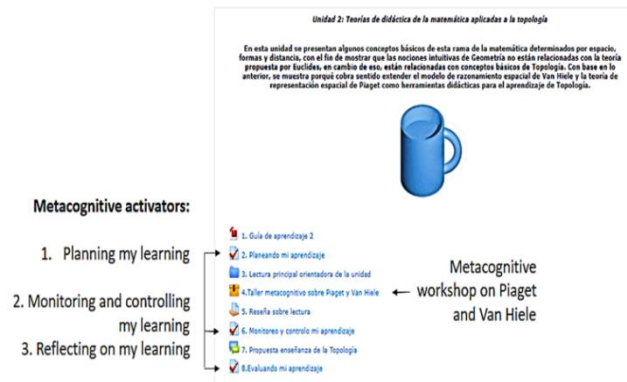 Unidad 2: Teorías de didáctica de la matemática aplicadas a la topología
En esta unidad se presentan algunos conceptos básicos de esta rama de la matemática determinados por espacio,
formas y distancia, con el fin de mostrar que las nociones intuitivas de Geometría no están relacionadas con la teoría
propuesta por Euclides, en cambio de eso, están relacionadas con conceptos básicos de Topología. Con base en lo
anterior, se muestra porqué cobra sentido extender el modelo de razonamiento espacial de Van Hiele y la teoría de
representación espacial de Piaget como herramientas didácticas para el aprendizaje de Topología.
Metacognitive activators:
1. Planning my learning
2. Monitoring and controlling
my learning
3. Reflecting on my learning
1. Guía de aprendizaje 2
2. Planeando mi aprendizaje
3. Lectura principal orientadora de la unidad
4.Taller metacognitivo sobre Piaget y Van Hiele
5. Reseña sobre lectura
6. Monitoreo y controlo mi aprendizaje
7. Propuesta enseñanza de la Topología
8.Evaluando mi aprendizaje
Metacognitive
workshop on Piaget
and Van Hiele